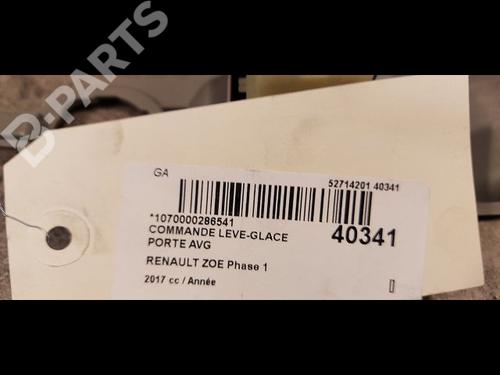 B-PARTS
GA
52714201 40341
*1070000286541
COMMANDE LEVE-GLACE
PORTE AVG
40341
RENAULT ZOE Phase 1
2017 cc / Année